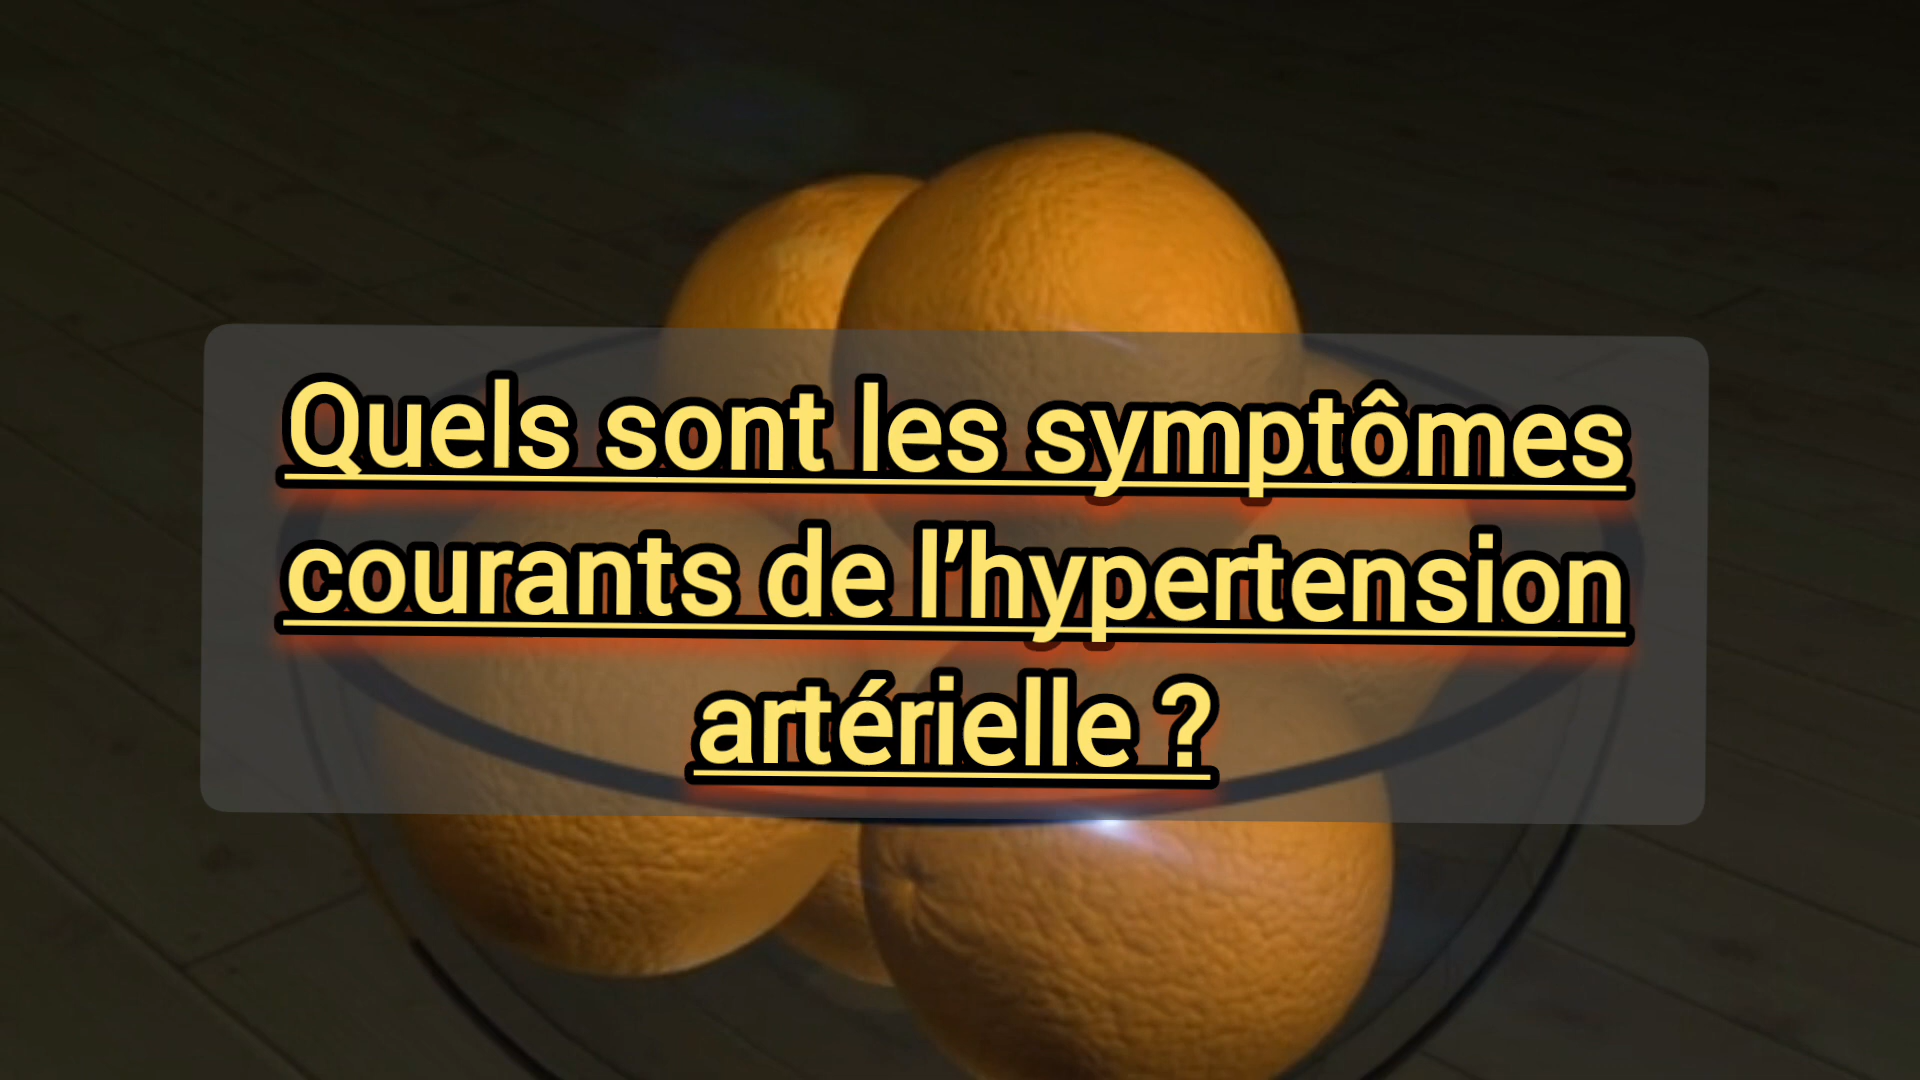 Quels sont les symptômes
courants de l’hypertension
artérielle ?